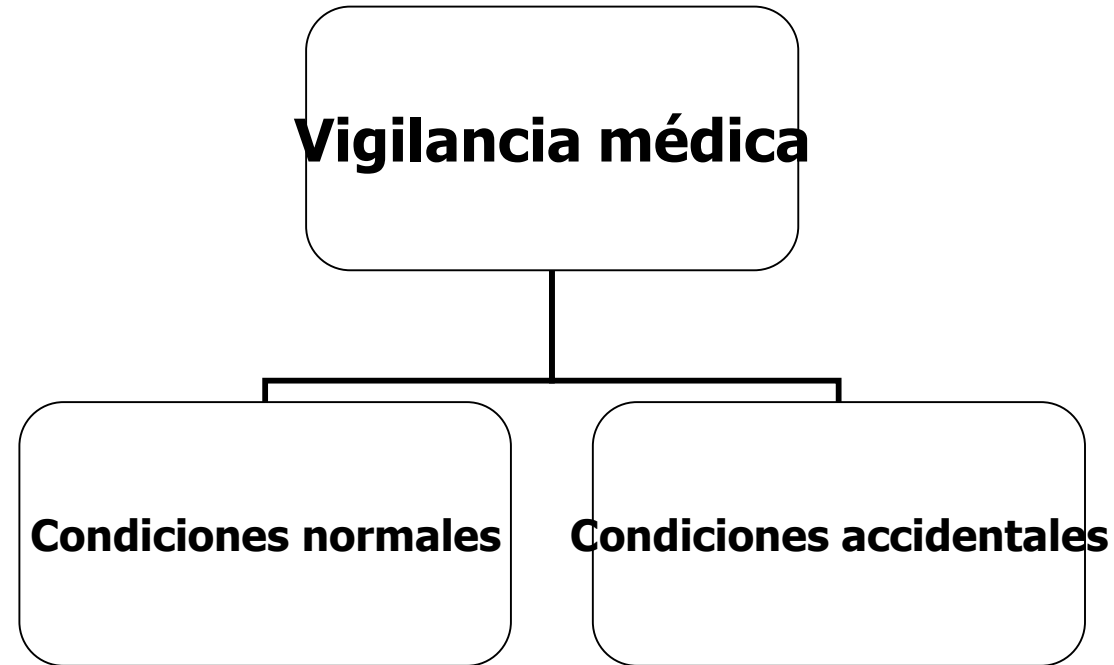 Vigilancia médica
Condiciones normales
Condiciones accidentales